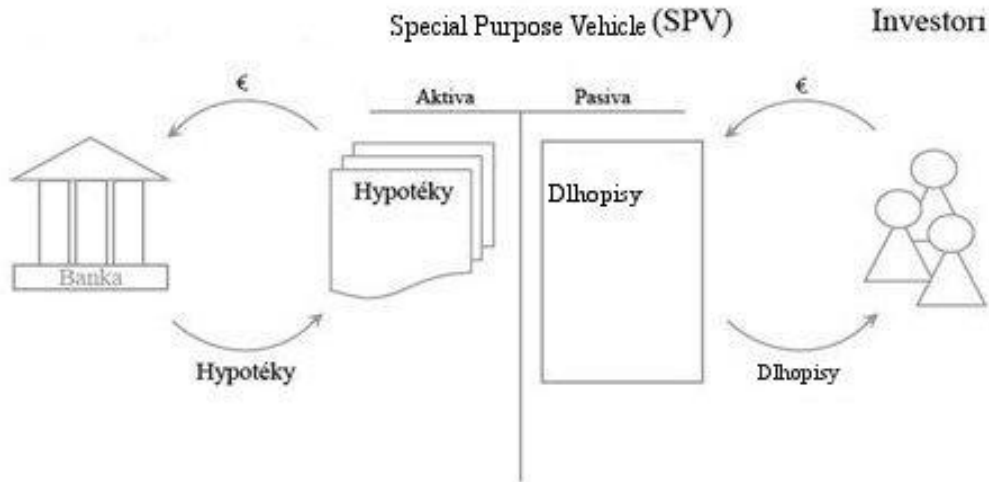 Special Purpose Vehicle (SPV)
Investori
€
Aktiva
Pasiva
€
Hypotéky
Dlhopisy
Banka
Hypotéky
Dlhopisy